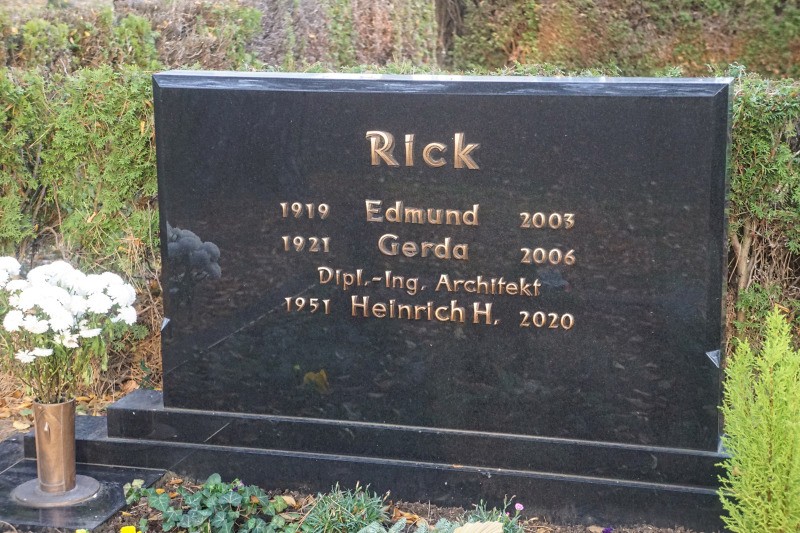 Rick
1919 Edmund 2003
1921 Gerda 2006
Dipl.-Ing. Architekt
1951 Heinrich H. 2020